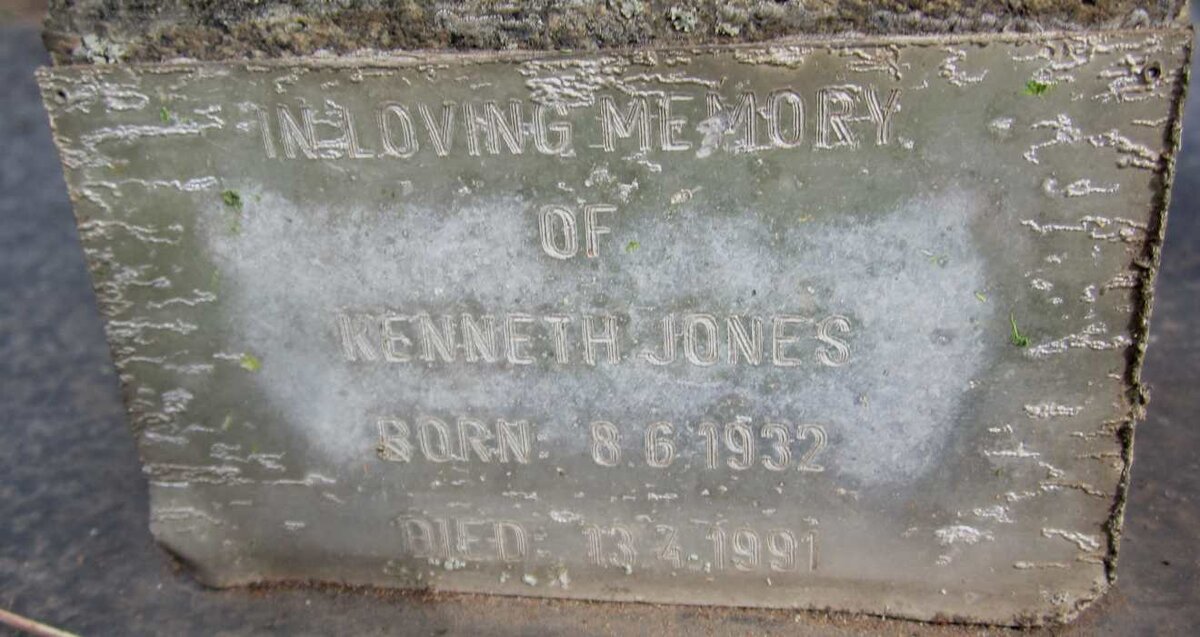 IN LOVING MEMORY
OF
KENNETH JONES
BORN: 8 6 1932
DIED: 13 4 1991